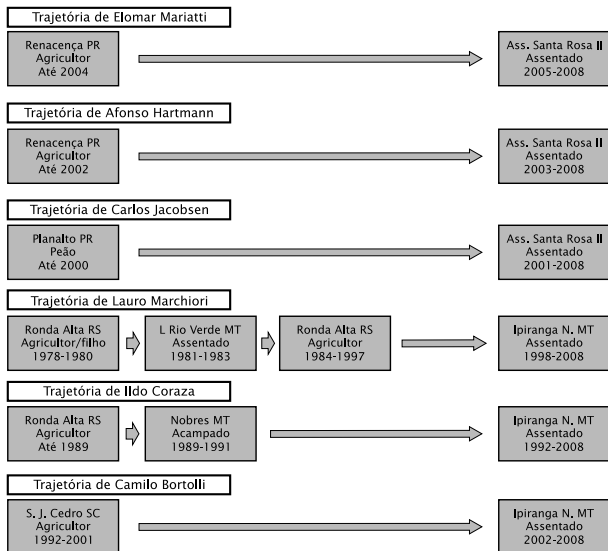 Trajetória de Elomar Mariatti
Renacença PR
Agricultor
Até 2004
Ass. Santa Rosa II
Assentado
2005-2008
Trajetória de Afonso Hartmann
Renacença PR
Agricultor
Até 2002
Ass. Santa Rosa II
Assentado
2003-2008
Trajetória de Carlos Jacobsen
Planalto PR
Peão
Até 2000
Ass. Santa Rosa II
Assentado
2001-2008
Trajetória de Lauro Marchiori
Ronda Alta RS
Agricultor/filho
1978-1980
L Rio Verde MT
Assentado
1981-1983
Ronda Alta RS
Agricultor
1984-1997
Ipiranga N. MT
Assentado
1998-2008
Trajetória de Ildo Coraza
Ronda Alta RS
Agricultor
Até 1989
Nobres MT
Acampado
1989-1991
Ipiranga N. MT
Assentado
1992-2008
Trajetória de Camilo Bortolli
S. J. Cedro SC
Agricultor
1992-2001
Ipiranga N. MT
Assentado
2002-2008